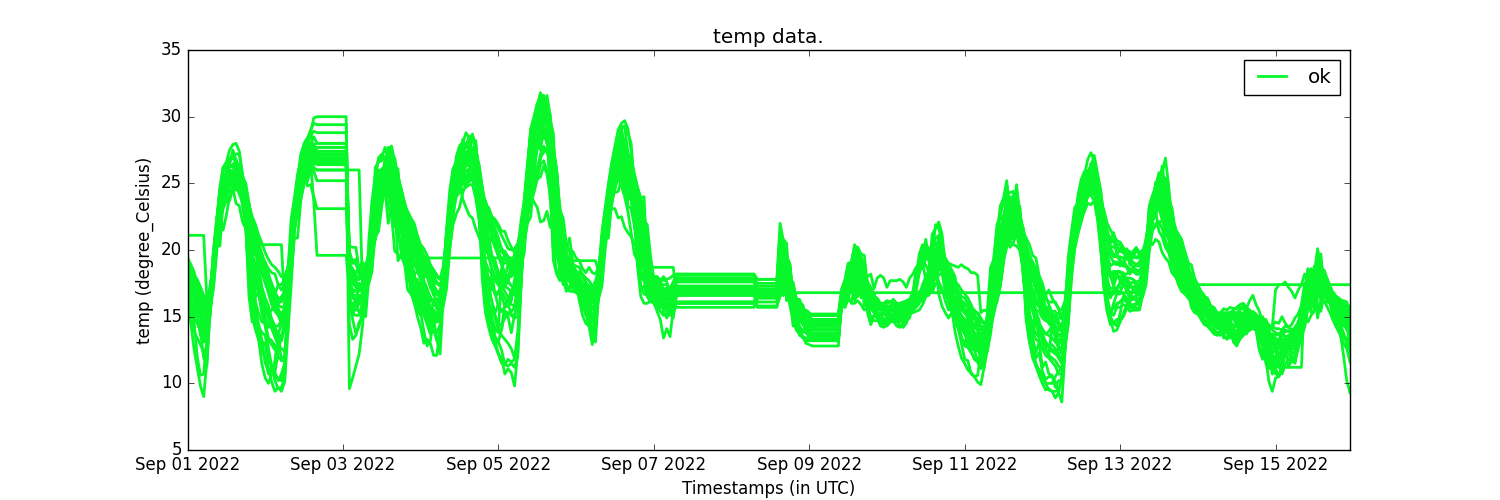 temp data.
ok
35
30
25
20
15
10
5
temp (degree_Celsius)
Sep 01 2022 Sep 03 2022 Sep 05 2022 Sep 07 2022 Sep 09 2022 Sep 11 2022 Sep 13 2022 Sep 15 2022
Timestamps (in UTC)